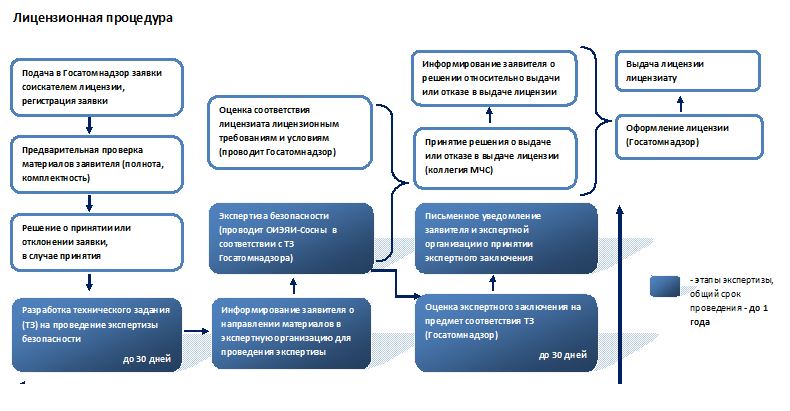 Лицензионная процедура
Подача в Госатомнадзор заявки
соискателем лицензии,
регистрация заявки
Предварительная проверка
материалов заявителя (полнота,
комплектность)
Решение о принятии или
отклонении заявки,
в случае принятия
Разработка технического задания
(ТЗ) на проведение экспертизы
безопасности
до 30 дней
Оценка соответствия
лицензиата лицензионным
требованиям и условиям
(проводит Госатомнадзор)
Экспертиза безопасности
(проводит ОИЭЯИ-Сосны в
соответствии с ТЗ
Госатомнадзора)
Информирование заявителя о
направлении материалов в
экспертную организацию для
проведения экспертизы
Информирование заявителя о
решении относительно выдачи
или отказе в выдаче лицензии
Принятие решения о выдаче
или отказе в выдаче лицензии
(коллегия МЧС)
Письменное уведомление
заявителя и экспертной
организации о принятии
экспертного заключения
Оценка экспертного заключения на
предмет соответствия ТЗ
(Госатомнадзор)
до 30 дней
Выдача лицензии
лицензиату
Оформление лицензии
(Госатомнадзор)
- этапы экспертизы,
общий срок
проведения - до 1
года